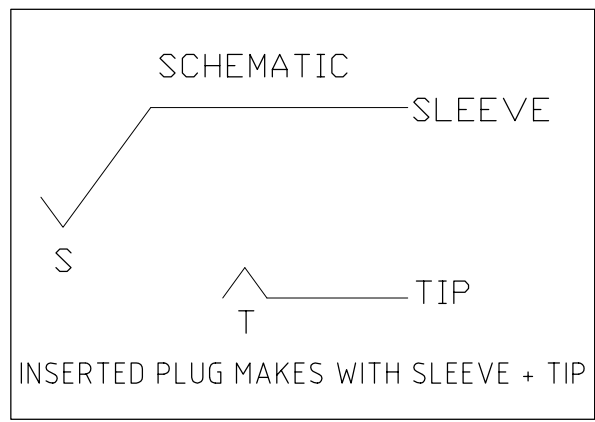 SCHEMATIC
SLEEVE
S
TIP
T
INSERTED PLUG MAKES WITH SLEEVE + TIP